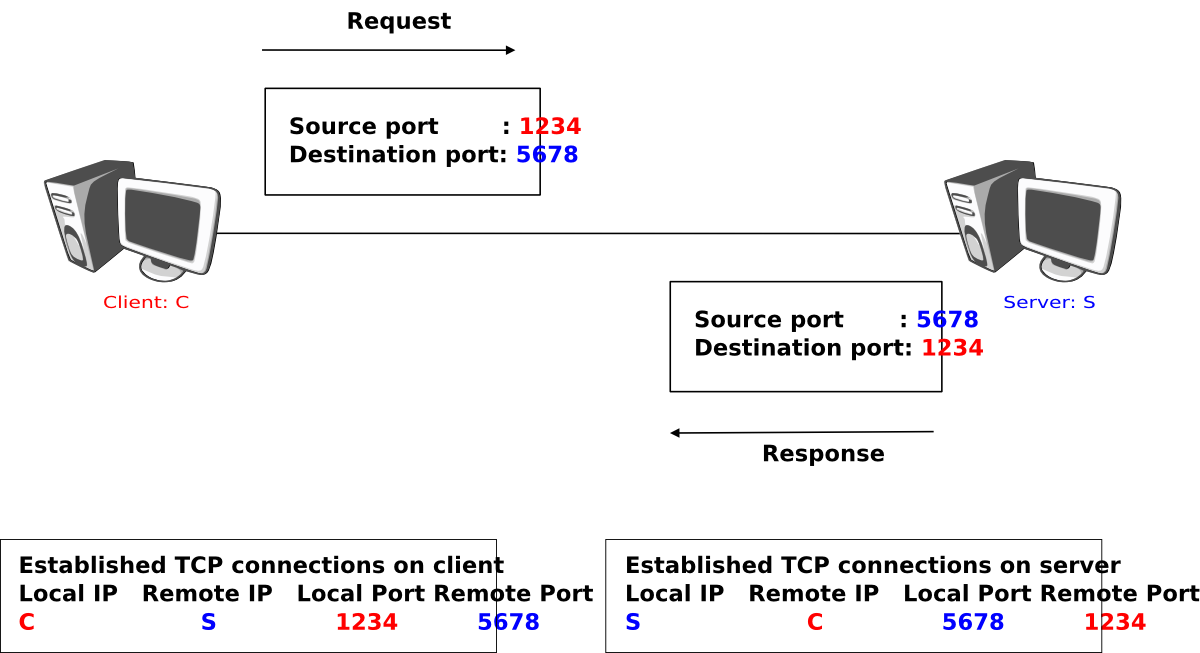 Request
Source port : 1234
Destination port: 5678
Client: C
Server: S
Source port : 5678
Destination port: 1234
Response
Established TCP connections on client
Local IP Remote IP Local Port Remote Port
C S 1234 5678
Established TCP connections on server
Local IP Remote IP Local Port Remote Port
S C 5678 1234